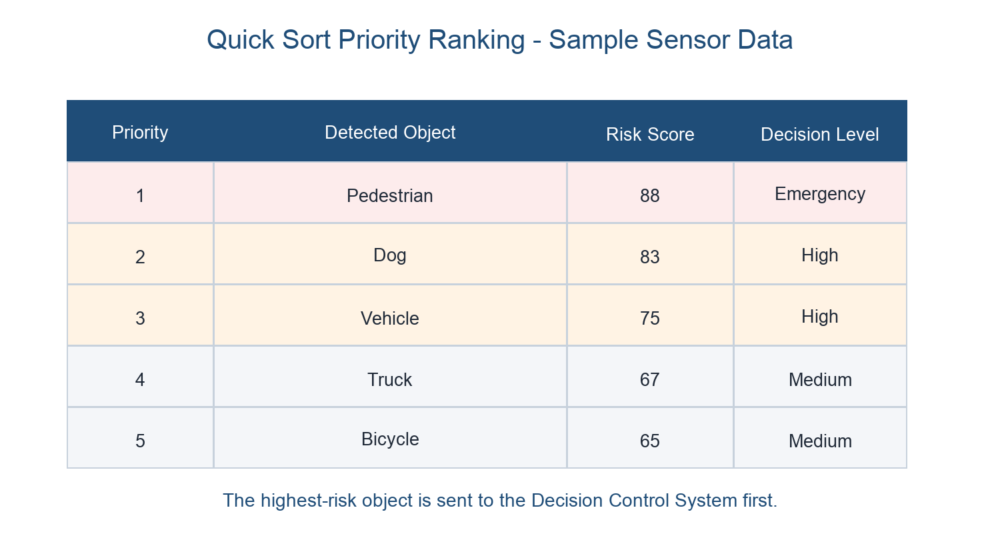 Quick Sort Priority Ranking - Sample Sensor Data
Priority Detected Object Risk Score Decision Level
1 Pedestrian 88 Emergency
2 Dog 83 High
3 Vehicle 75 High
4 Truck 67 Medium
5 Bicycle 65 Medium
The highest-risk object is sent to the Decision Control System first.